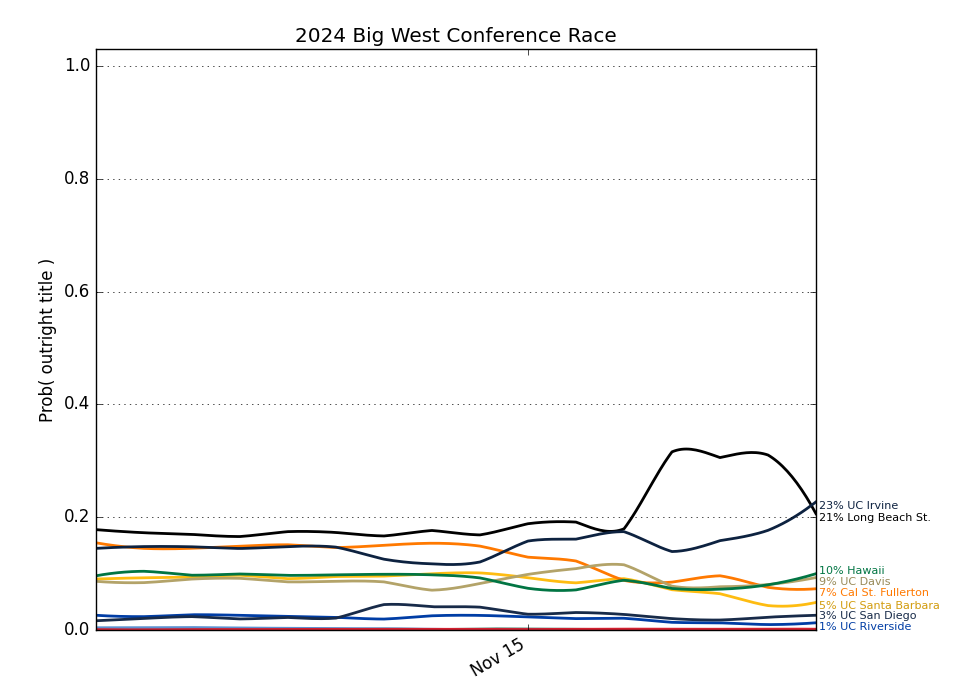 2024 Big West Conference Race
1.0
0.8
0.6
0.4
0.2
0.0
Prob( outright title )
Nov 15
23% UC Irvine
21% Long Beach St.
10% Hawaii
9% UC Davis
7% Cal St. Fullerton
5% UC Santa Barbara
3% UC San Diego
1% UC Riverside